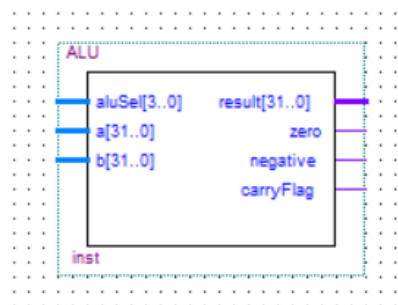 ALU
aluSel[3..0] result[31..0]
a[31..0] zero
b[31..0] negative
carryFlag
inst